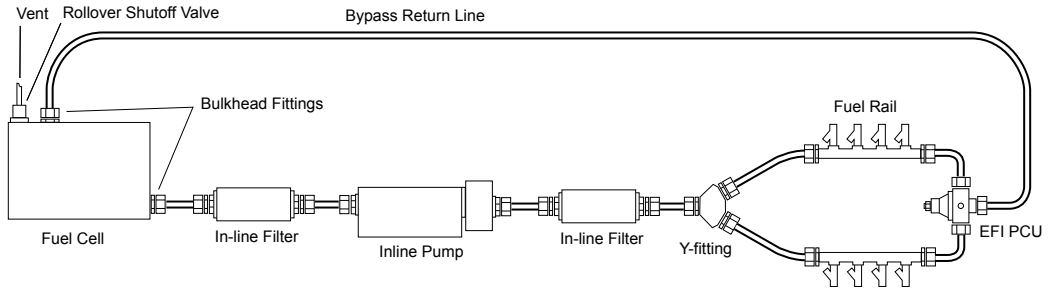 Vent
Rollover Shutoff Valve
Bypass Return Line
Bulkhead Fittings
Fuel Rail
Fuel Cell
In-line Filter
Inline Pump
In-line Filter
Y-fitting
EFI PCU